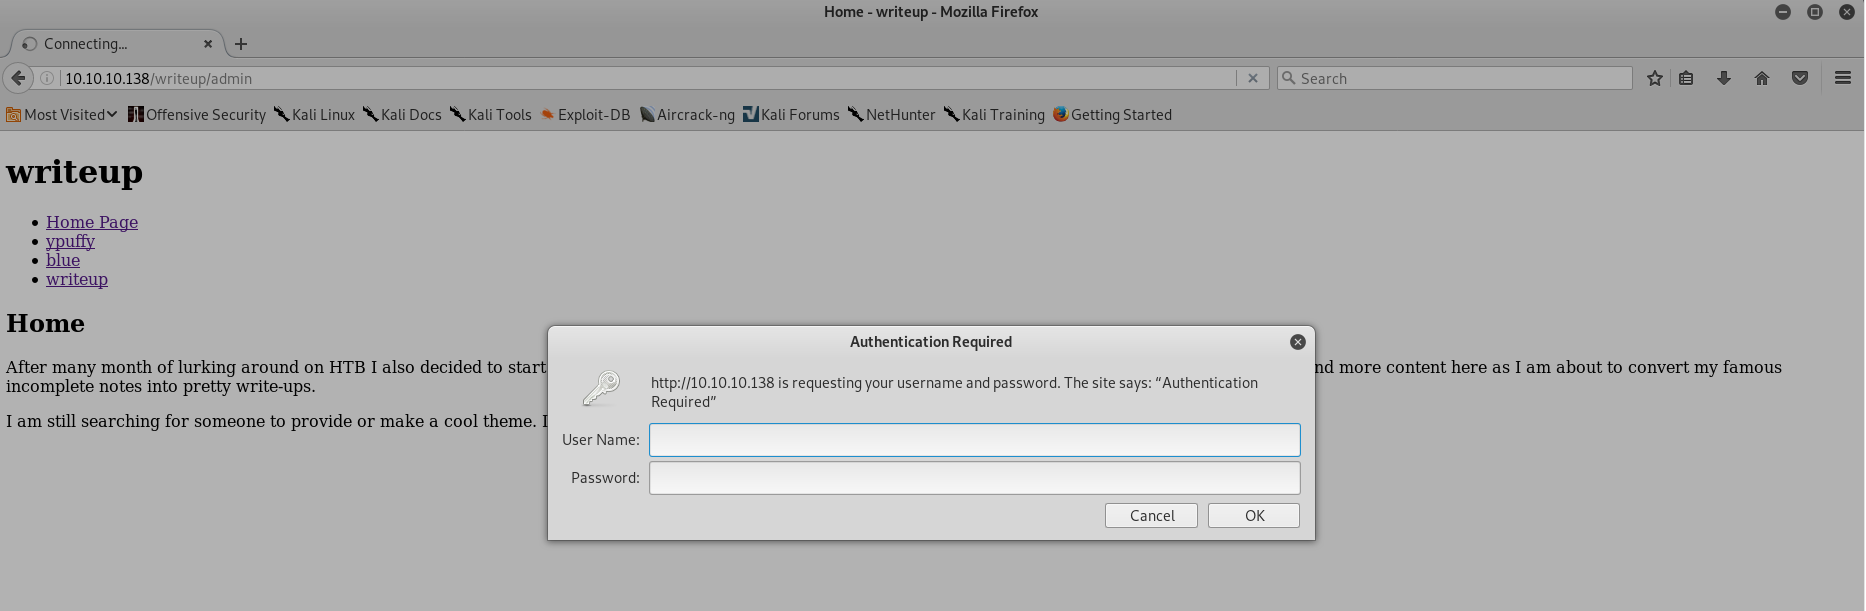 Home - writeup - Mozilla Firefox
Connecting...
10.10.10.138/writeup/admin
Search
Most Visited Offensive Security Kali Linux Kali Docs Kali Tools Exploit-DB Aircrack-ng Kali Forums NetHunter Kali Training Getting Started
writeup
Home Page
ypuffy
blue
writeup
Home
After many month of lurking around on HTB I also decided to start nd more content here as I am about to convert my famous
incomplete notes into pretty write-ups.
I am still searching for someone to provide or make a cool theme. I
Authentication Required
http://10.10.10.138 is requesting your username and password. The site says: “Authentication
Required”
User Name:
Password:
Cancel OK